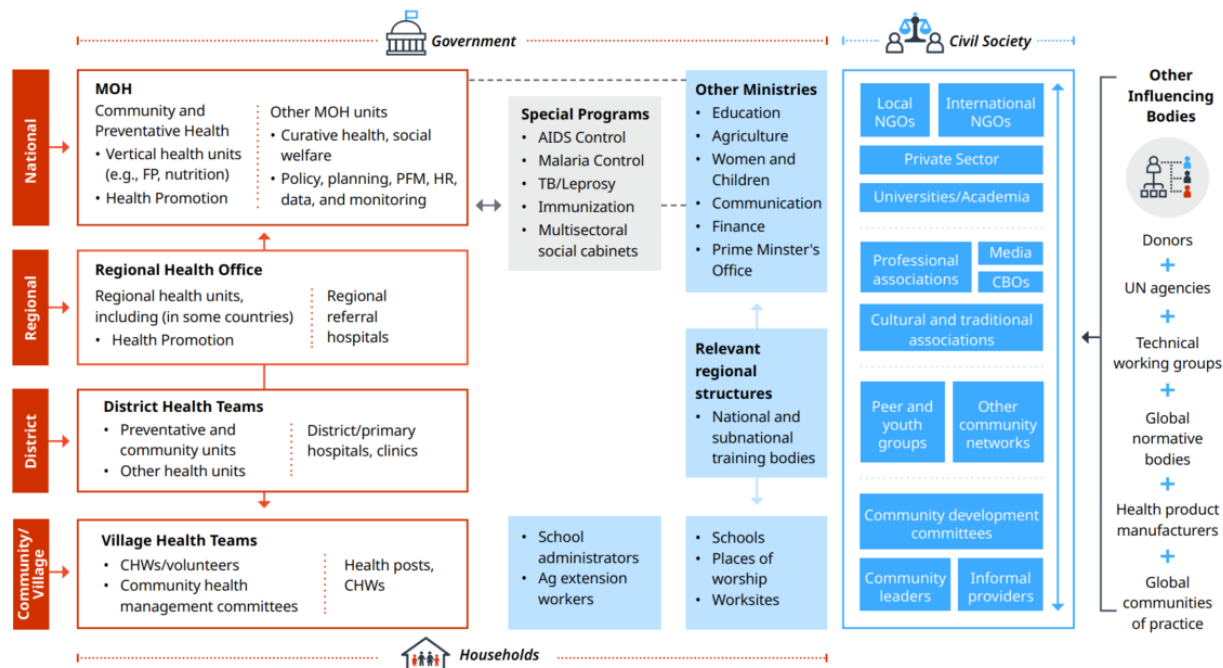 Government
Civil Society
National
MOH
Community and
Preventative Health
• Vertical health units
(e.g., FP, nutrition)
• Health Promotion
Other MOH units
• Curative health, social
welfare
• Policy, planning, PFM, HR,
data, and monitoring
Special Programs
• AIDS Control
• Malaria Control
• TB/Leprosy
• Immunization
• Multisectoral
social cabinets
Other Ministries
• Education
• Agriculture
• Women and
Children
• Communication
• Finance
• Prime Minster's
Office
Local
NGOs
International
NGOs
Private Sector
Universities/Academia
Regional
Regional Health Office
Regional health units,
including (in some countries)
• Health Promotion
Regional
referral
hospitals
Relevant
regional
structures
• National and
subnational
training bodies
Professional
associations
Media
CBOs
Cultural and traditional
associations
District
District Health Teams
• Preventative and
community units
• Other health units
District/primary
hospitals, clinics
Peer and
youth
groups
Other
community
networks
Community/
Village
Village Health Teams
• CHWs/volunteers
• Community health
management committees
Health posts,
CHWs
• School
administrators
• Ag extension
workers
• Schools
• Places of
worship
• Worksites
Community development
committees
Community
leaders
Informal
providers
Households
Other
Influencing
Bodies
Donors
+
UN agencies
+
Technical
working groups
+
Global
normative
bodies
+
Health product
manufacturers
+
Global
communities
of practice